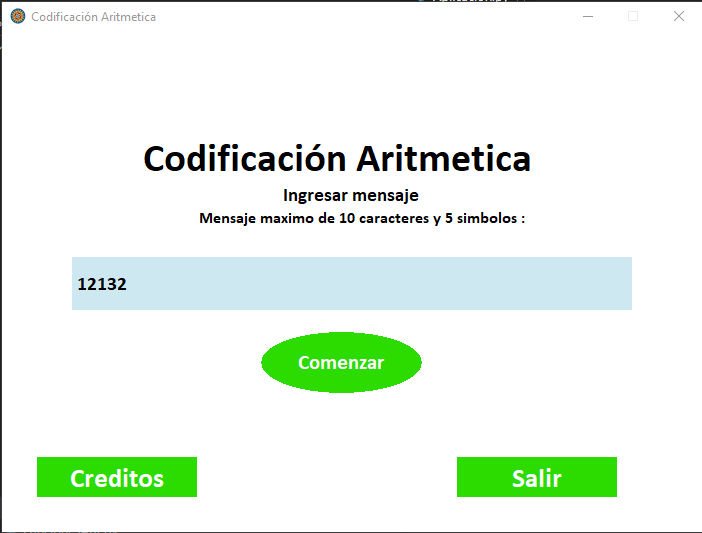 Codificación Aritmetica
Codificación Aritmetica
Ingresar mensaje
Mensaje maximo de 10 caracteres y 5 simbolos :
12132
Comenzar
Creditos
Salir